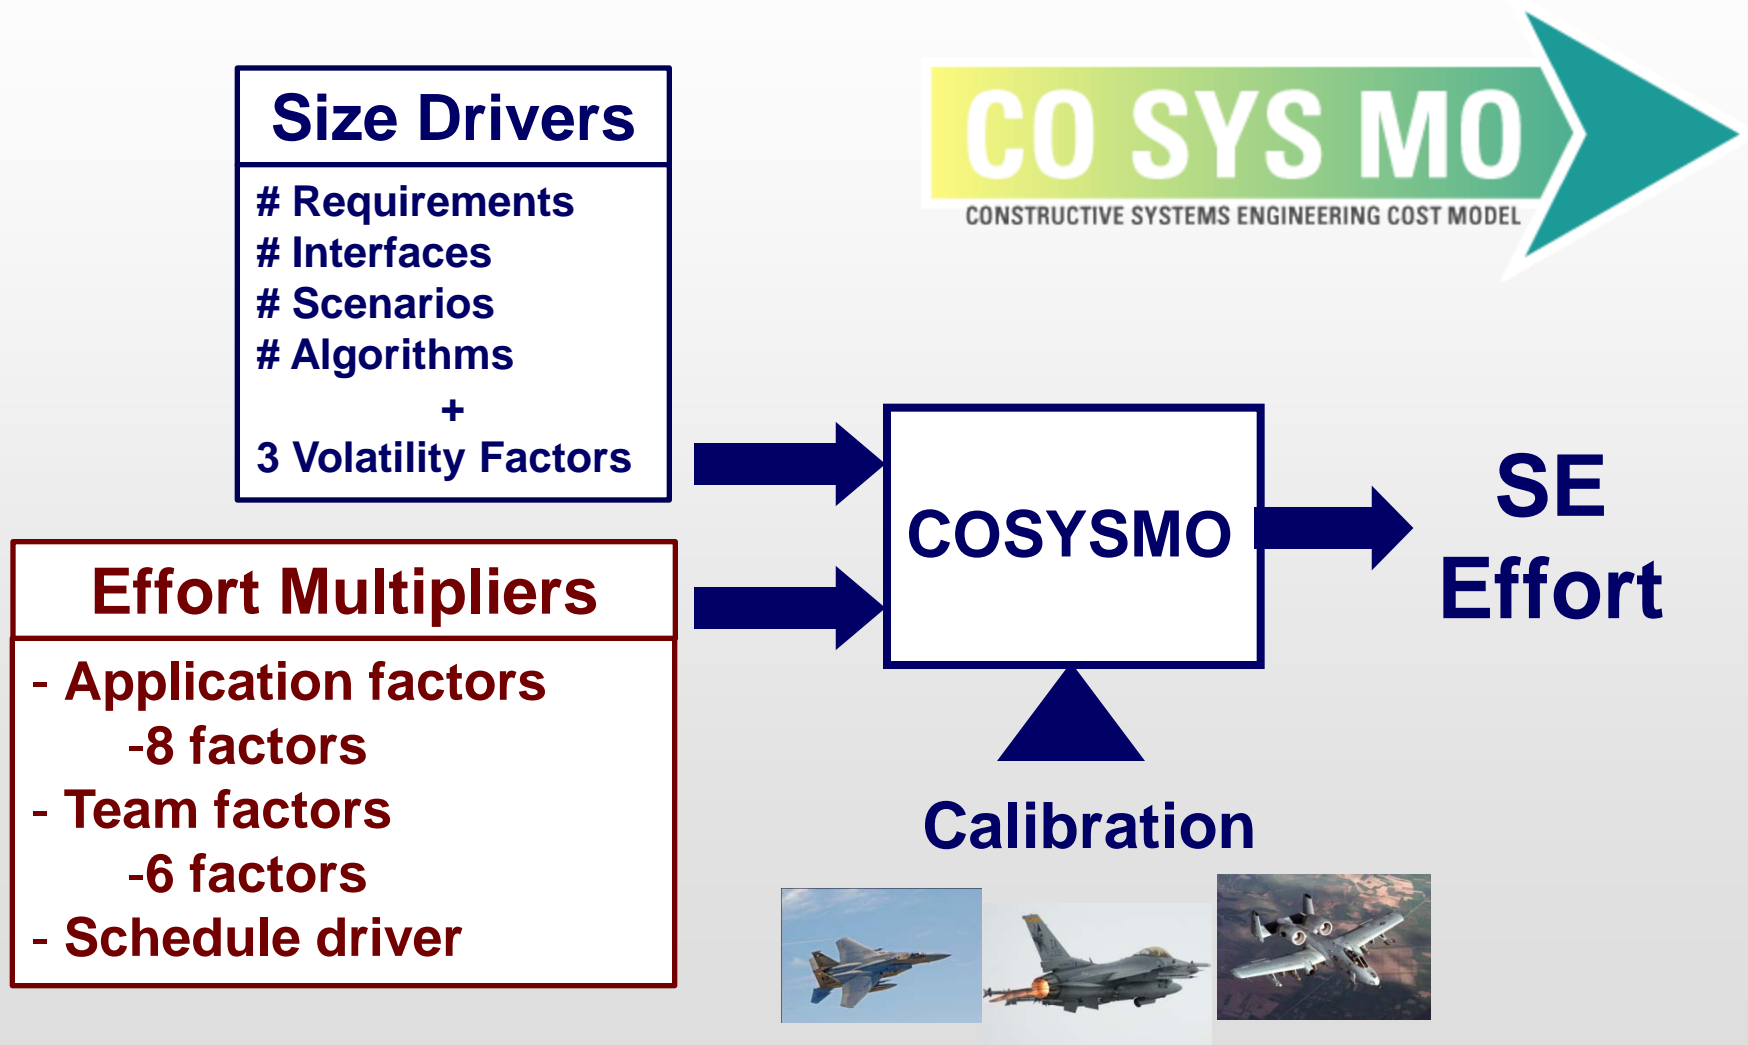 CO SYS MO
CONSTRUCTIVE SYSTEMS ENGINEERING COST MODEL
Size Drivers
# Requirements
# Interfaces
# Scenarios
# Algorithms
+
3 Volatility Factors
Effort Multipliers
- Application factors
-8 factors
- Team factors
-6 factors
- Schedule driver
COSYSMO
SE
Effort
Calibration